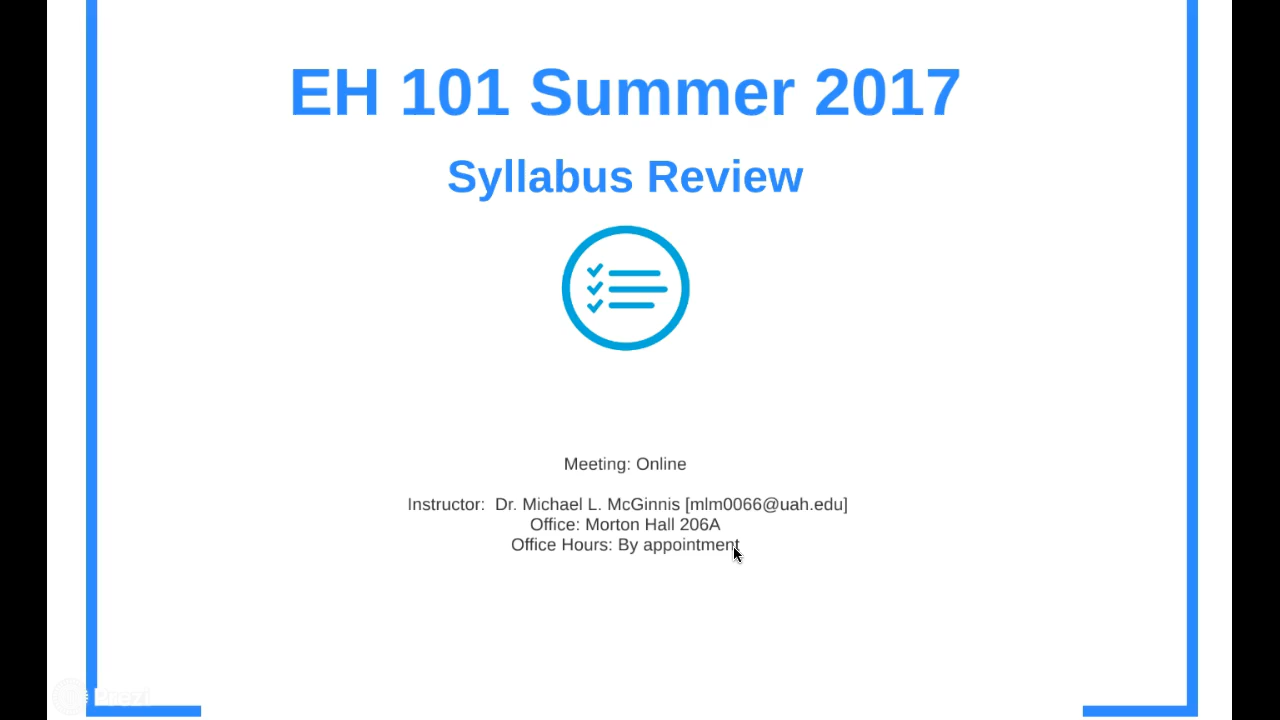 EH 101 Summer 2017
Syllabus Review
Meeting: Online
Instructor: Dr. Michael L. McGinnis [mlm0066@uah.edu]
Office: Morton Hall 206A
Office Hours: By appointment
Prezi